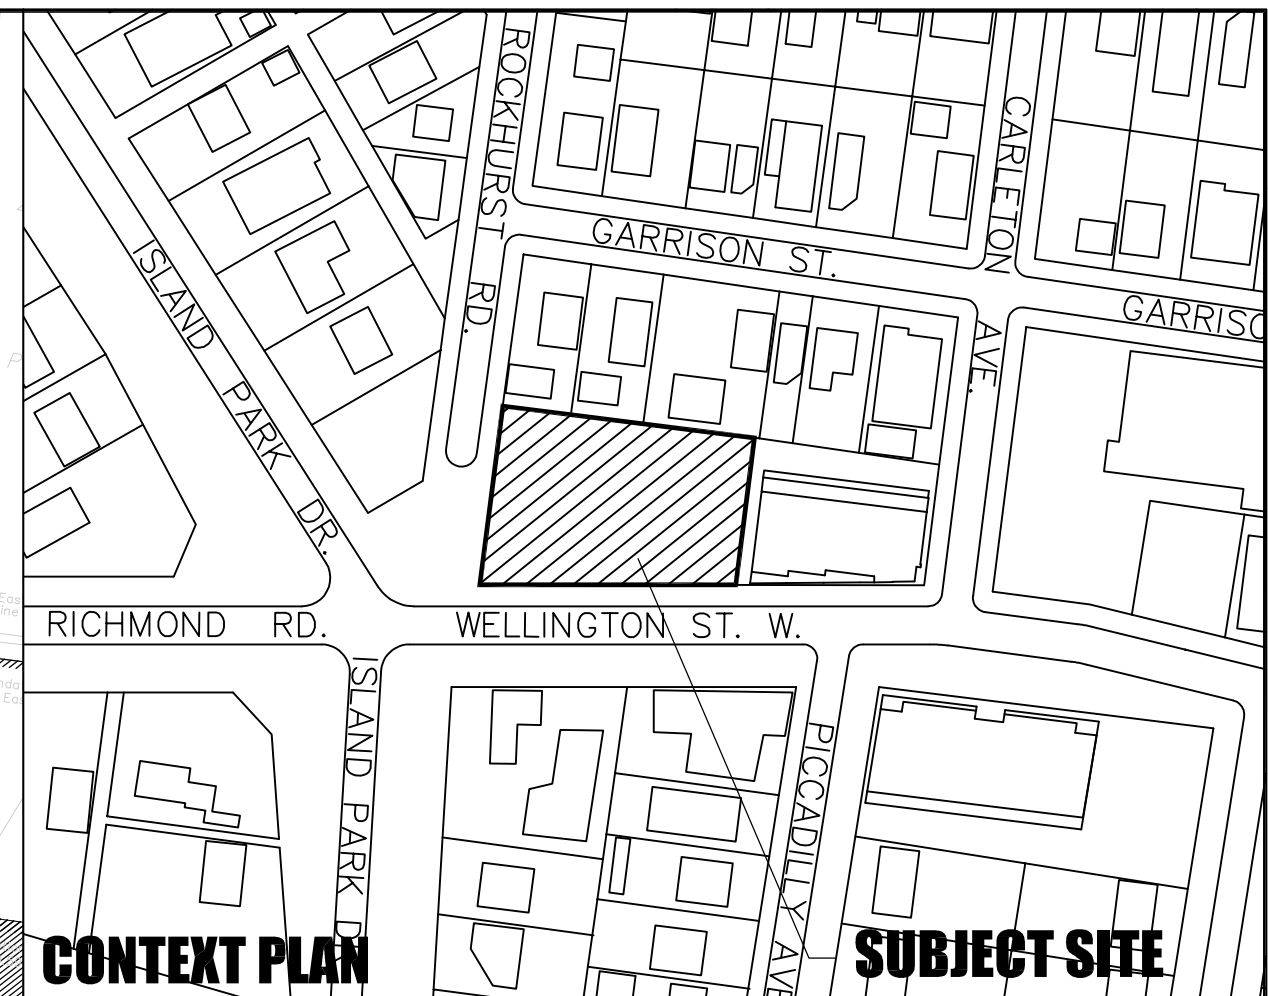 ROCKHURST RD.
CARLETON AVE.
GARRISON ST.
GARRISO
ISLAND PARK DR.
RICHMOND RD.
WELLINGTON ST. W.
ISLAND PARK D
PICCADILY AVE
CONTEXT PLAN
SUBJECT SITE